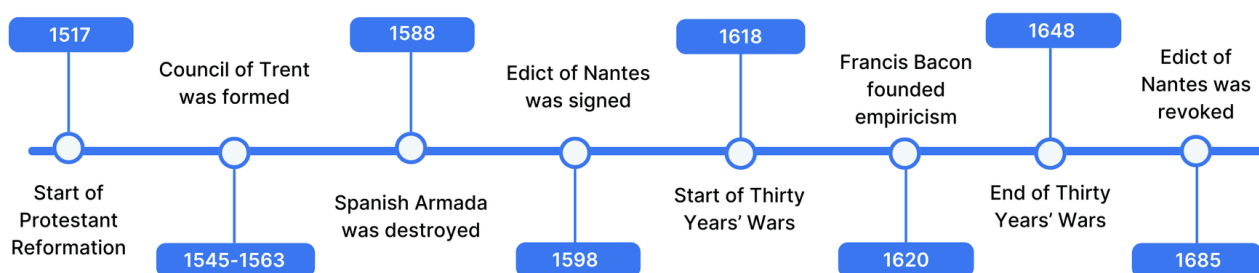 1517
Start of
Protestant
Reformation
Council of Trent
was formed
1545-1563
1588
Spanish Armada
was destroyed
Edict of Nantes
was signed
1598
1618
Start of Thirty
Years’ Wars
Francis Bacon
founded
empiricism
1620
1648
End of Thirty
Years’ Wars
Edict of
Nantes was
revoked
1685